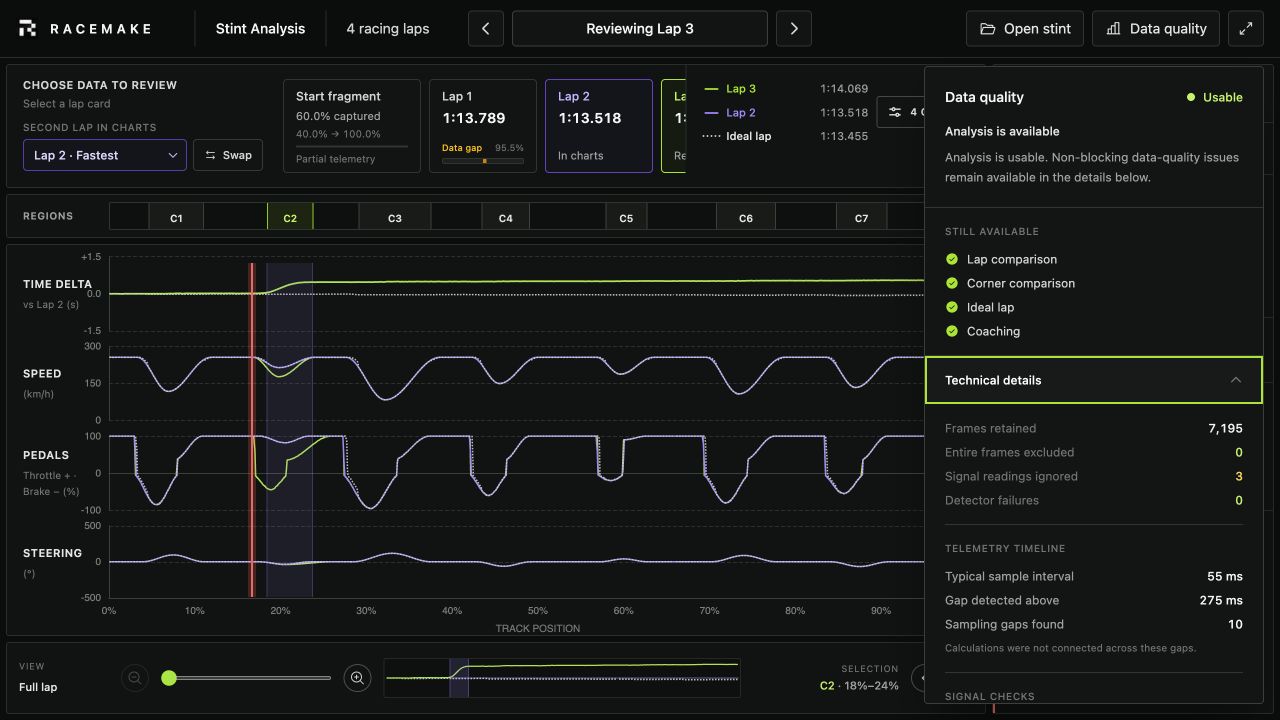 RACEMAKE
Stint Analysis
4 racing laps
Reviewing Lap 3
Open stint
Data quality
CHOOSE DATA TO REVIEW
Select a lap card
SECOND LAP IN CHARTS
Lap 2 · Fastest
Swap
Start fragment
60.0% captured
40.0% → 100.0%
Partial telemetry
Lap 1
1:13.789
Data gap 95.5%
Lap 2
1:13.518
In charts
La
1:
Re
Lap 3 1:14.069
Lap 2 1:13.518
Ideal lap 1:13.455
4
REGIONS
C1 C2 C3 C4 C5 C6 C7
TIME DELTA
vs Lap 2 (s)
+1.5
0.0
-1.5
SPEED
(km/h)
300
150
0
PEDALS
Throttle + ·
Brake − (%)
100
0
-100
STEERING
(°)
500
0
-500
0% 10% 20% 30% 40% 50% 60% 70% 80% 90%
TRACK POSITION
VIEW
Full lap
SELECTION
C2 · 18%–24%
Data quality
Usable
Analysis is available
Analysis is usable. Non-blocking data-quality issues
remain available in the details below.
STILL AVAILABLE
Lap comparison
Corner comparison
Ideal lap
Coaching
Technical details
Frames retained 7,195
Entire frames excluded 0
Signal readings ignored 3
Detector failures 0
TELEMETRY TIMELINE
Typical sample interval 55 ms
Gap detected above 275 ms
Sampling gaps found 10
Calculations were not connected across these gaps.
SIGNAL CHECKS